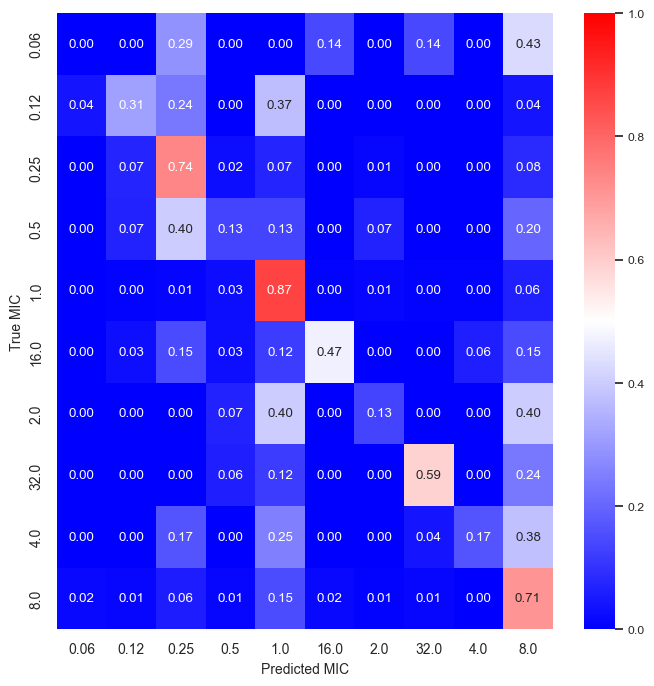 0.06 0.00 0.00 0.29 0.00 0.00 0.14 0.00 0.14 0.00 0.43
0.12 0.04 0.31 0.24 0.00 0.37 0.00 0.00 0.00 0.00 0.04
0.25 0.00 0.07 0.74 0.02 0.07 0.00 0.01 0.00 0.00 0.08
0.5 0.00 0.07 0.40 0.13 0.13 0.00 0.07 0.00 0.00 0.20
1.0 0.00 0.00 0.01 0.03 0.87 0.00 0.01 0.00 0.00 0.06
16.0 0.00 0.03 0.15 0.03 0.12 0.47 0.00 0.00 0.06 0.15
2.0 0.00 0.00 0.00 0.07 0.40 0.00 0.13 0.00 0.00 0.40
32.0 0.00 0.00 0.00 0.06 0.12 0.00 0.00 0.59 0.00 0.24
4.0 0.00 0.00 0.17 0.00 0.25 0.00 0.00 0.04 0.17 0.38
8.0 0.02 0.01 0.06 0.01 0.15 0.02 0.01 0.01 0.00 0.71
True MIC
0.06 0.12 0.25 0.5 1.0 16.0 2.0 32.0 4.0 8.0
Predicted MIC
1.0
0.8
0.6
0.4
0.2
0.0